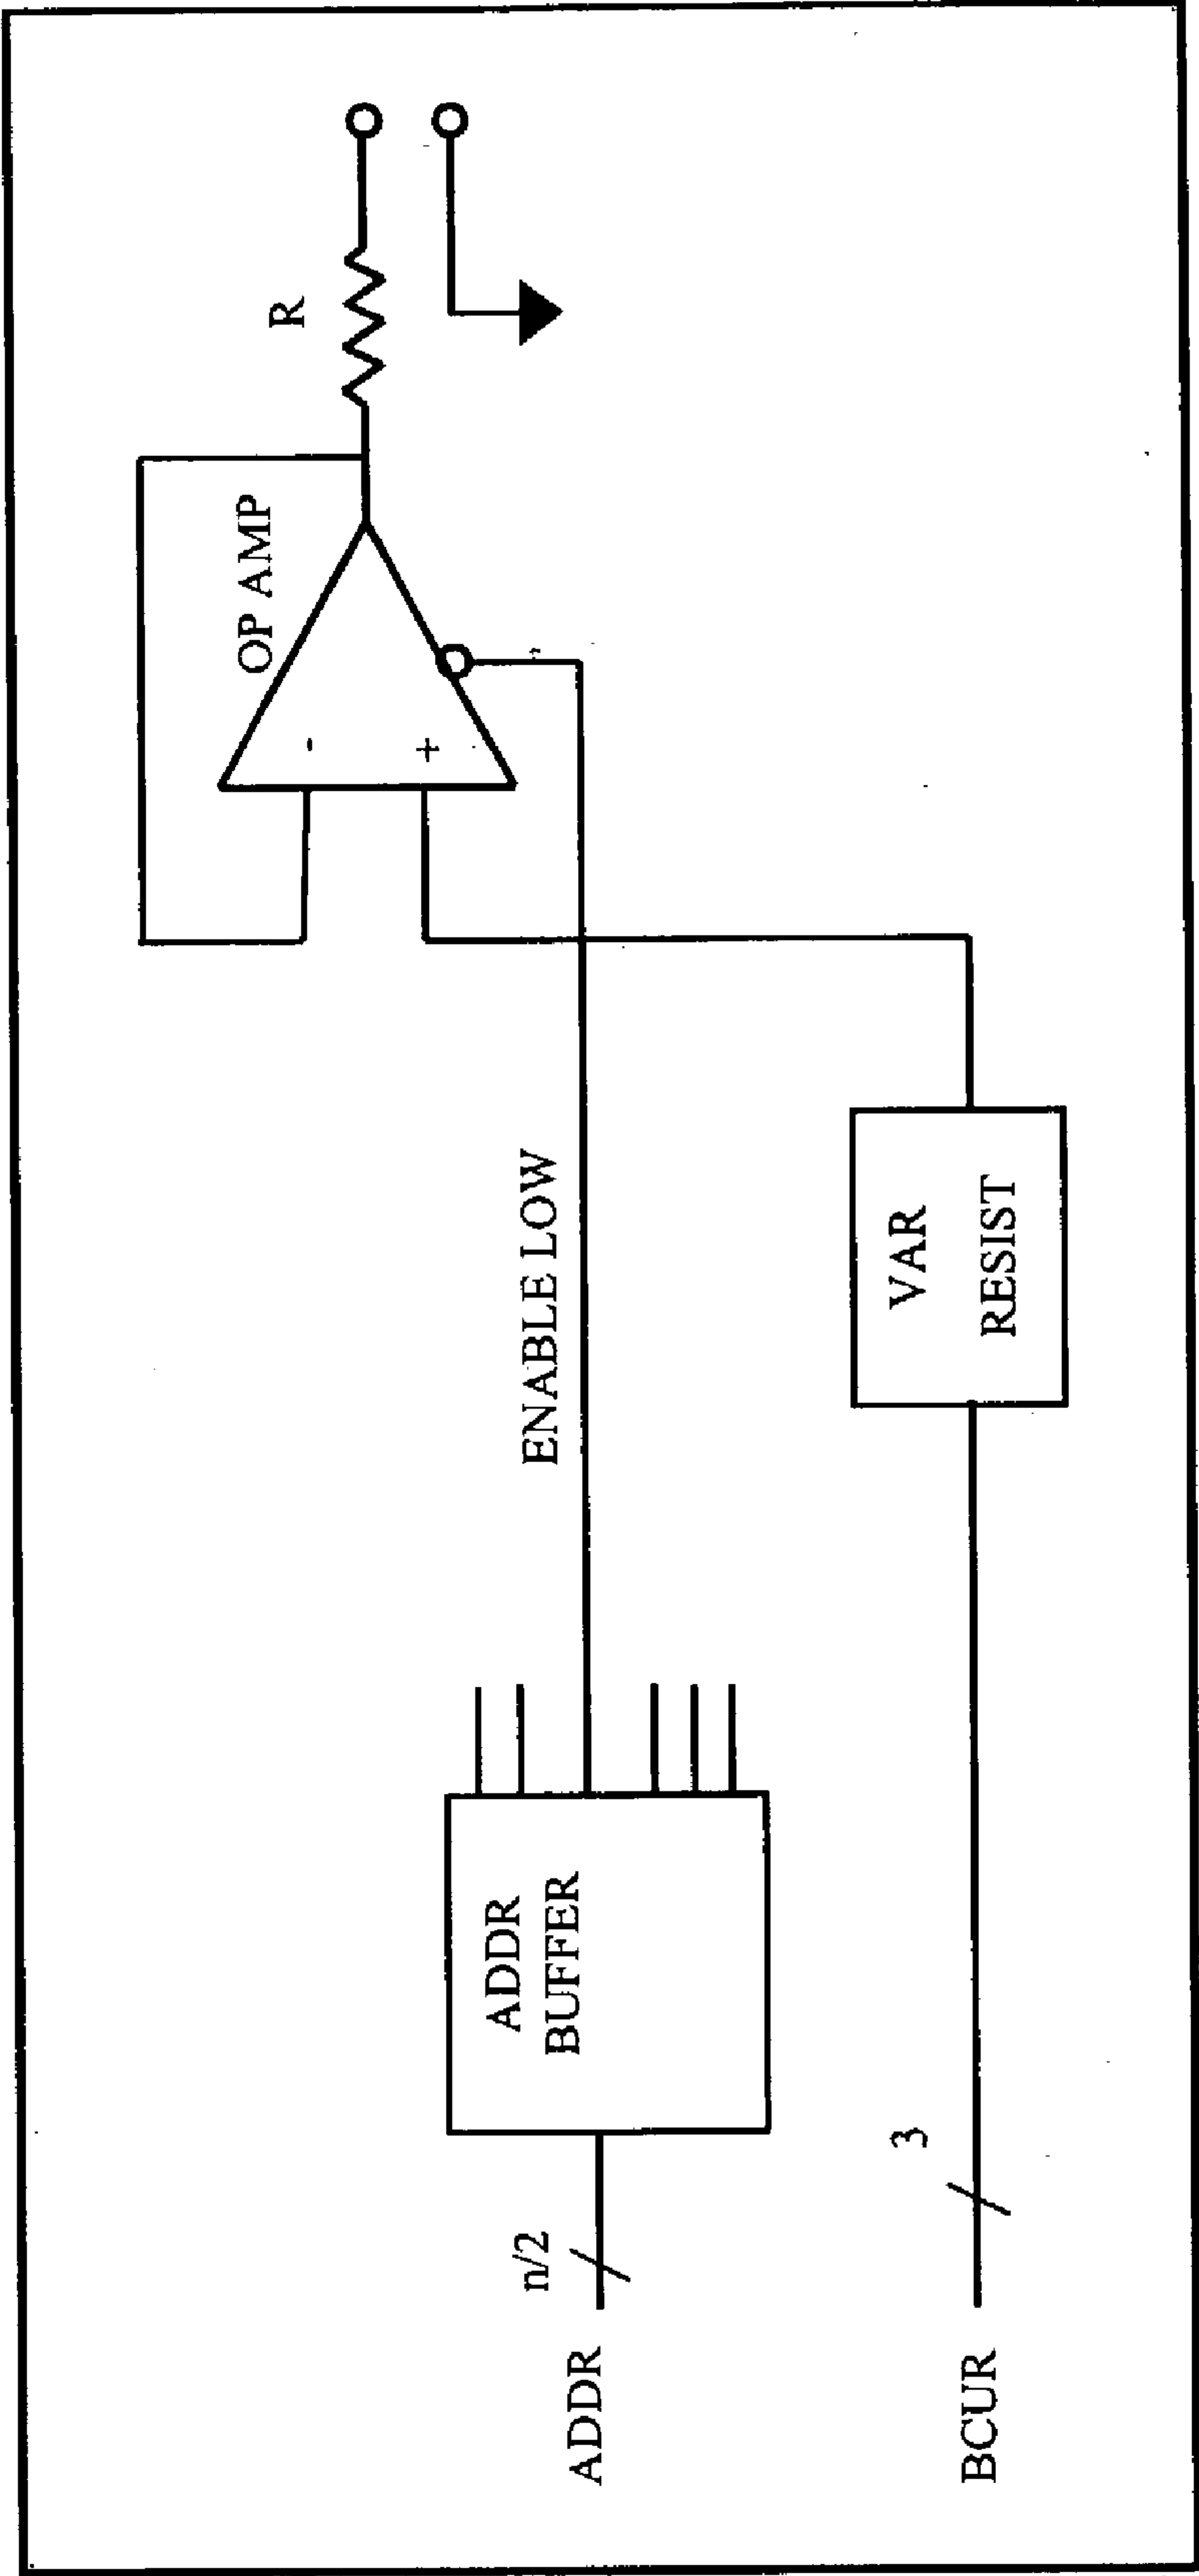 ADDR
n/2
ADDR
BUFFER
ENABLE LOW
OP AMP
-
+
R
BCUR
3
VAR
RESIST